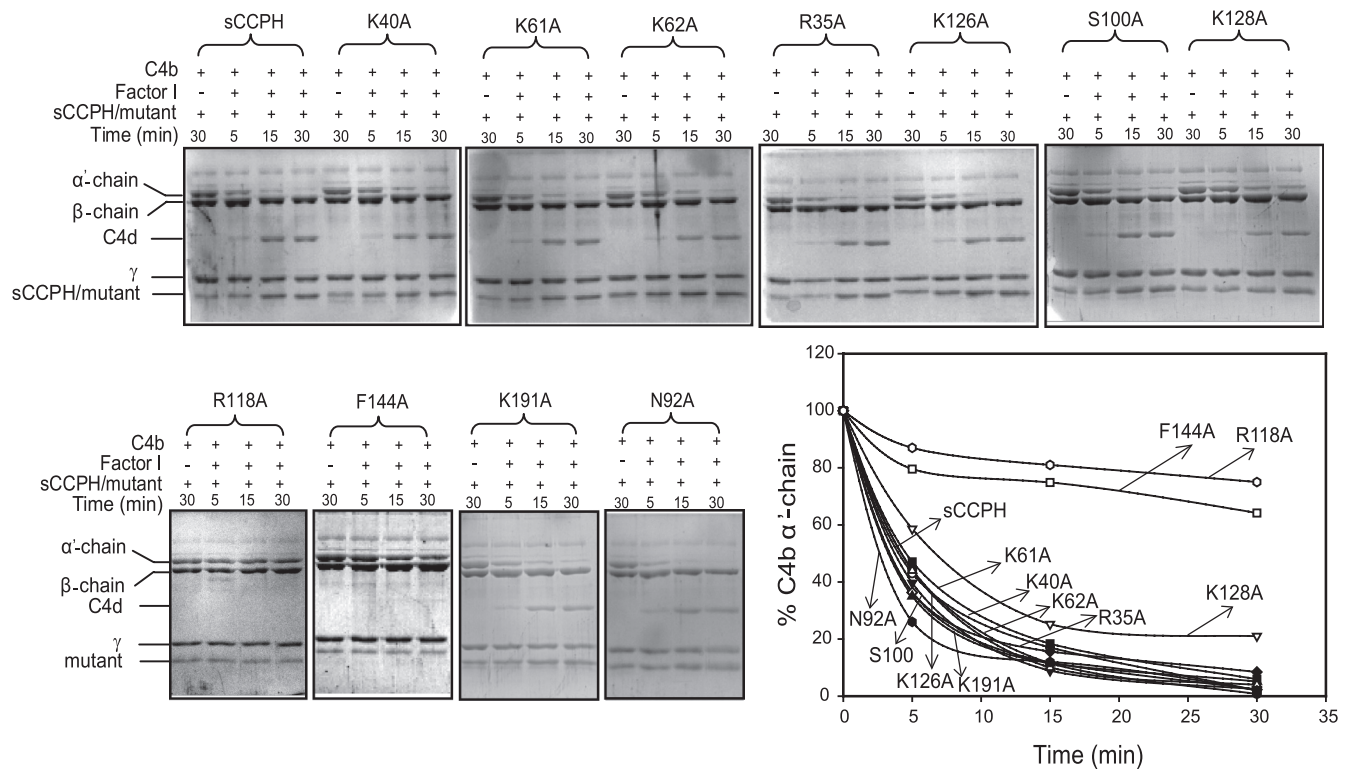 sCCPH K40A K61A K62A R35A K126A S100A K128A
C4b + + + + + + + + + + + + + + + + + + + + + + + + + + + + + + + +
Factor I - + + + - + + + - + + + - + + + - + + + - + + + - + + + - + + +
sCCPH/mutant + + + + + + + + + + + + + + + + + + + + + + + + + + + + + + + +
Time (min) 30 5 15 30 30 5 15 30 30 5 15 30 30 5 15 30 30 5 15 30 30 5 15 30 30 5 15 30 30 5 15 30
α'-chain
β-chain
C4d
γ
sCCPH/mutant
R118A F144A K191A N92A
C4b + + + + + + + + + + + + + + + +
Factor I - + + + - + + + - + + + - + + +
sCCPH/mutant + + + + + + + + + + + + + + + +
Time (min) 30 5 15 30 30 5 15 30 30 5 15 30 30 5 15 30
α'-chain
β-chain
C4d
γ
mutant
% C4b α'-chain
120
100
80
60
40
20
0
F144A
R118A
sCCPH
K61A
K40A
K62A
R35A
K128A
N92A
S100
K126A
K191A
0 5 10 15 20 25 30 35
Time (min)